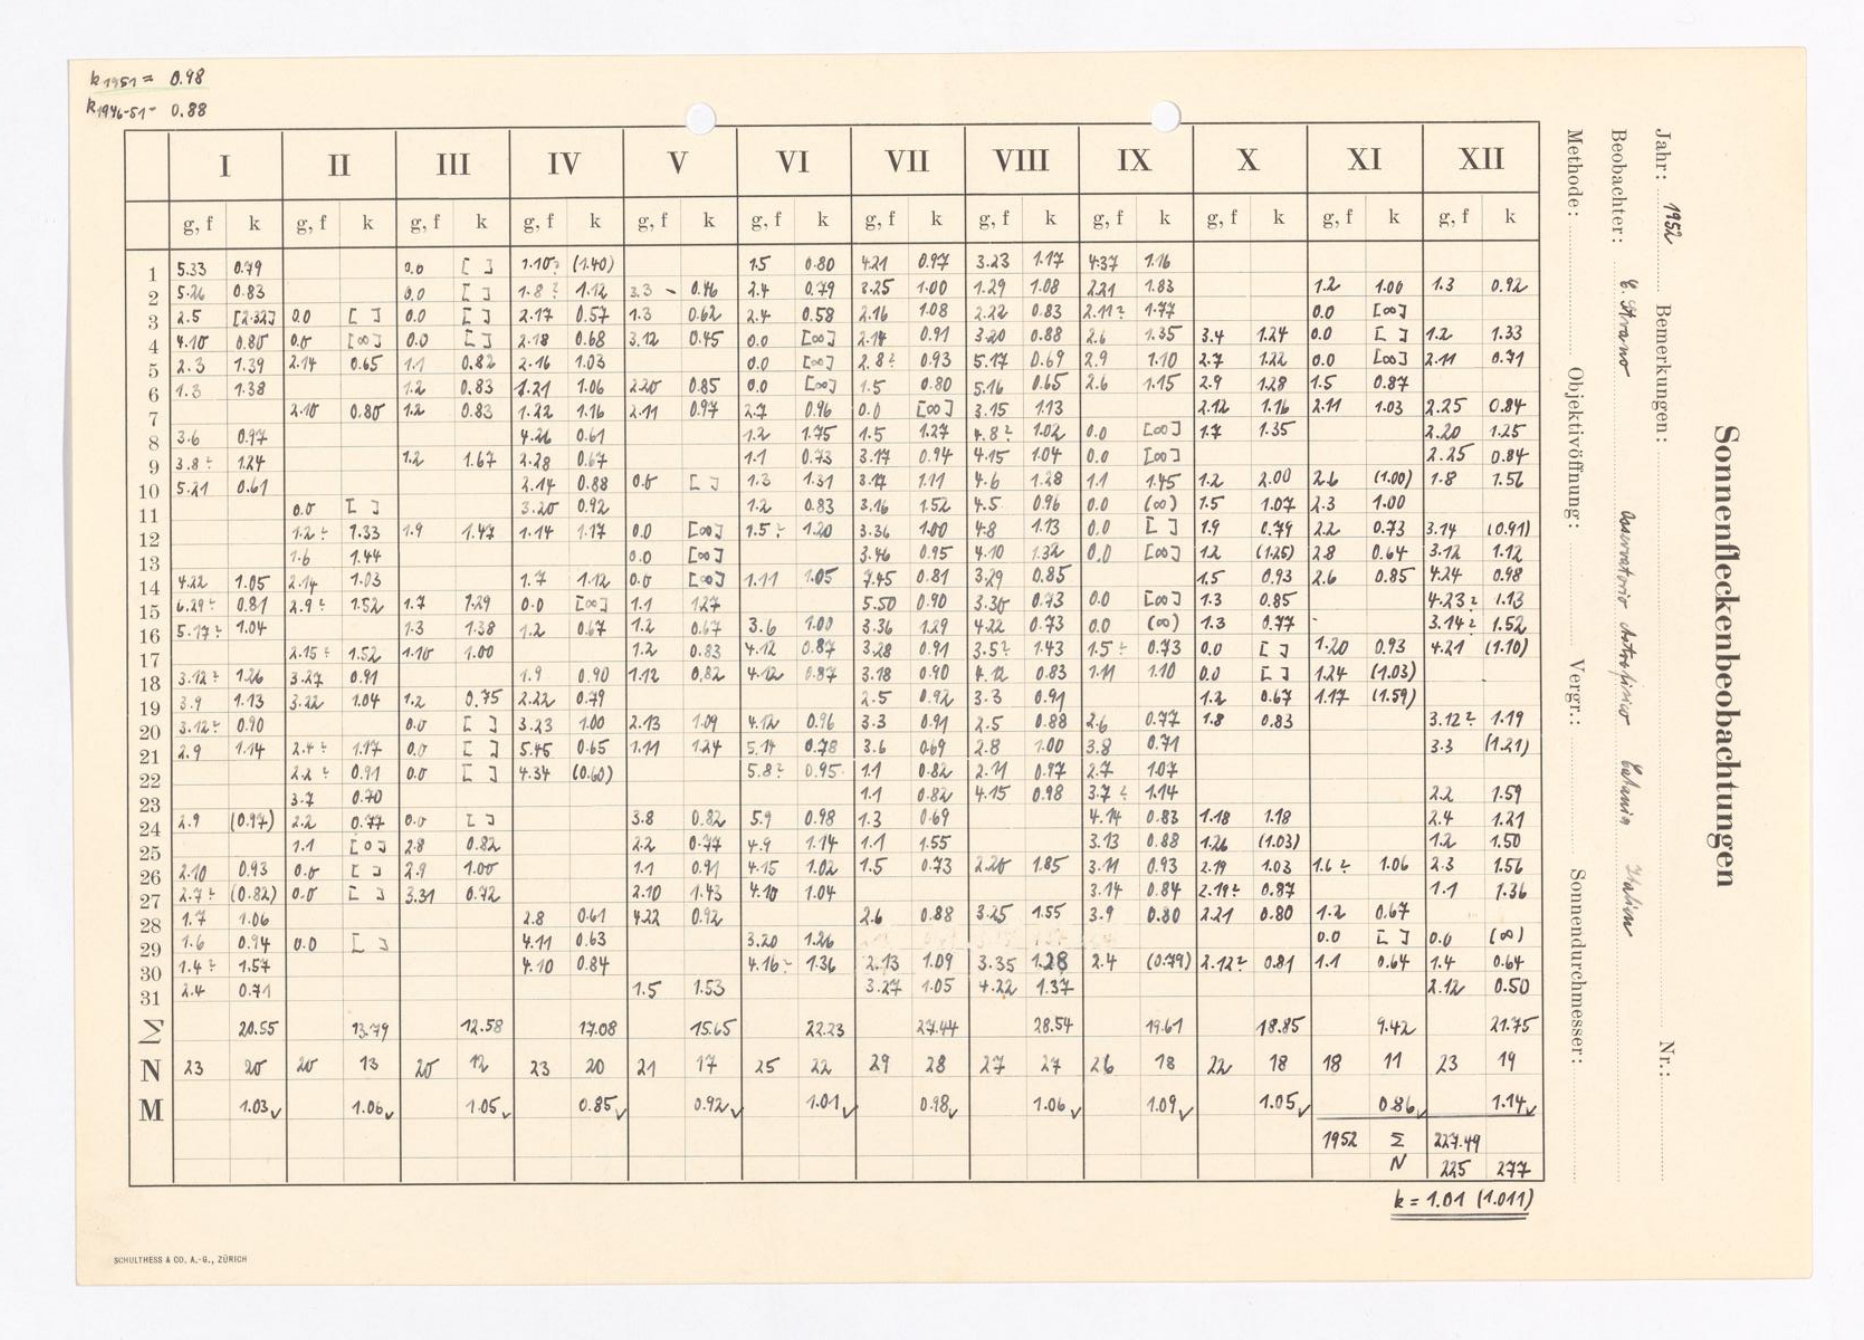 k1951 = 0.98
k1946-51 = 0.88
I II III IV V VI VII VIII IX X XI XII
g, f k g, f k g, f k g, f k g, f k g, f k g, f k g, f k g, f k g, f k g, f k g, f k
1 5.33 0.79 0.0 [ ] 1.10? (1.40) 1.5 0.80 4.21 0.97 3.23 1.17 4.37 1.16
2 5.26 0.83 0.0 [ ] 1.8? 1.12 3.3 - 0.46 2.4 0.79 3.25 1.00 1.29 1.08 2.21 1.83 1.2 1.00 1.3 0.92
3 2.5 [2.32] 0.0 [ ] 0.0 [ ] 2.17 0.57 1.3 0.62 2.4 0.58 2.16 1.08 2.22 0.83 2.11? 1.77 0.0 [∞]
4 4.10 0.80 0.0 [∞] 0.0 [ ] 2.18 0.68 3.12 0.45 0.0 [∞] 2.14 0.91 3.20 0.88 2.6 1.35 3.4 1.24 0.0 [ ] 1.2 1.33
5 2.3 1.39 2.14 0.65 1.1 0.82 2.16 1.03 0.0 [∞] 2.8? 0.93 5.17 0.69 2.9 1.10 2.7 1.22 0.0 [∞] 2.11 0.71
6 1.3 1.38 1.2 0.83 1.21 1.06 2.20 0.85 0.0 [∞] 1.5 0.80 5.16 0.65 2.6 1.15 2.9 1.28 1.5 0.87
7 2.10 0.80 1.2 0.83 1.22 1.16 2.11 0.97 2.7 0.96 0.0 [∞] 3.15 1.13 2.12 1.16 2.11 1.03 2.25 0.84
8 3.6 0.97 4.26 0.61 1.2 1.75 1.5 1.27 4.8? 1.02 0.0 [∞] 1.7 1.35 2.20 1.25
9 3.8? 1.24 1.2 1.67 2.28 0.67 1.1 0.73 3.17 0.94 4.15 1.04 0.0 [∞] 2.25 0.84
10 5.21 0.61 2.14 0.88 0.0 [ ] 1.3 1.31 3.17 1.11 4.6 1.28 1.1 1.45 1.2 2.00 2.6 (1.00) 1.8 1.56
11 0.0 [ ] 3.20 0.92 1.2 0.83 3.16 1.52 4.5 0.96 0.0 (∞) 1.5 1.07 2.3 1.00
12 1.2? 1.33 1.9 1.47 1.14 1.17 0.0 [∞] 1.5? 1.20 3.36 1.00 4.8 1.13 0.0 [ ] 1.9 0.79 2.2 0.73 3.14 (0.91)
13 1.6 1.44 0.0 [∞] 3.46 0.95 4.10 1.32 0.0 [∞] 1.2 (1.25) 2.8 0.64 3.12 1.12
14 4.22 1.05 2.14 1.03 1.7 1.12 0.0 [∞] 1.11 1.05 7.45 0.81 3.29 0.85 1.5 0.93 2.6 0.85 4.24 0.98
15 6.29? 0.81 2.9? 1.52 1.7 1.29 0.0 [∞] 1.1 1.27 5.50 0.90 3.30 0.73 0.0 [∞] 1.3 0.85 4.23? 1.13
16 5.17? 1.04 1.3 1.38 1.2 0.67 1.2 0.67 3.6 1.00 3.36 1.29 4.22 0.73 0.0 (∞) 1.3 0.77 - 3.14? 1.52
17 2.15? 1.52 1.10 1.00 1.2 0.83 4.12 0.87 3.28 0.91 3.5? 1.43 1.5? 0.73 0.0 [ ] 1.20 0.93 4.21 (1.10)
18 3.12? 1.26 3.27 0.91 1.9 0.90 1.12 0.82 4.12 0.87 3.18 0.90 4.12 0.83 1.11 1.10 0.0 [ ] 1.24 (1.03)
19 3.9 1.13 3.22 1.04 1.2 0.75 2.22 0.79 2.5 0.92 3.3 0.91 1.2 0.67 1.17 (1.59)
20 3.12? 0.90 0.0 [ ] 3.23 1.00 2.13 1.09 4.12 0.96 3.3 0.91 2.5 0.88 2.6 0.77 1.8 0.83 3.12? 1.19
21 2.9 1.14 2.4? 1.17 0.0 [ ] 5.45 0.65 1.11 1.24 5.14 0.78 3.6 0.69 2.8 1.00 3.8 0.71 3.3 (1.21)
22 2.2? 0.91 0.0 [ ] 4.34 (0.60) 5.8? 0.95 1.1 0.82 2.11 0.97 2.7 1.07
23 3.7 0.70 1.1 0.82 4.15 0.98 3.7? 1.14 2.2 1.59
24 2.9 (0.97) 2.2 0.77 0.0 [ ] 3.8 0.82 5.9 0.98 1.3 0.69 4.14 0.83 1.18 1.18 2.4 1.21
25 1.1 [0] 2.8 0.82 2.2 0.77 4.9 1.14 1.1 1.55 3.13 0.88 1.26 (1.03) 1.2 1.50
26 2.10 0.93 0.0 [ ] 2.9 1.00 1.1 0.91 4.15 1.02 1.5 0.73 2.20 1.85 3.11 0.93 2.19 1.03 1.6? 1.06 2.3 1.56
27 2.7? (0.82) 0.0 [ ] 3.31 0.72 2.10 1.43 4.10 1.04 3.14 0.84 2.19? 0.87 1.1 1.36
28 1.7 1.06 2.8 0.61 4.22 0.92 2.6 0.88 3.25 1.55 3.9 0.80 2.21 0.80 1.2 0.67
29 1.6 0.94 0.0 [ ] 4.11 0.63 3.20 1.26 0.0 [ ] 0.0 (∞)
30 1.4? 1.57 4.10 0.84 4.16? 1.36 2.13 1.09 3.35 1.28 2.4 (0.79) 2.12? 0.81 1.1 0.64 1.4 0.64
31 2.4 0.71 1.5 1.53 3.27 1.05 4.22 1.37 2.12 0.50
Σ 20.55 13.79 12.58 17.08 15.65 22.23 27.44 28.54 19.61 18.85 9.42 21.75
N 23 20 20 13 20 12 23 20 21 17 25 22 29 28 27 27 26 18 22 18 18 11 23 19
M 1.03✓ 1.06✓ 1.05✓ 0.85✓ 0.92✓ 1.01✓ 0.98✓ 1.06✓ 1.09✓ 1.05✓ 0.86✓ 1.14✓
1952 Σ 227.49
N 225 277
k = 1.01 (1.011)
SCHULTHESS & CO. A.-G., ZÜRICH
Sonnenfleckenbeobachtungen
Jahr: 1952 Bemerkungen: Nr.:
Beobachter: Osservatorio Astrofisico Catania Italien
Methode: Objektivöffnung: Vergr.: Sonnendurchmesser: